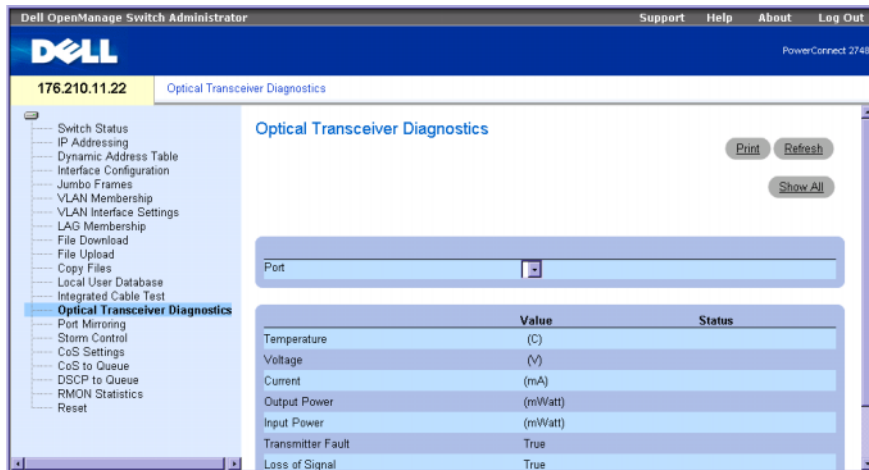 Dell OpenManage Switch Administrator Support Help About Log Out
DELL
PowerConnect 2748
176.210.11.22 Optical Transceiver Diagnostics
Switch Status
IP Addressing
Dynamic Address Table
Interface Configuration
Jumbo Frames
VLAN Membership
VLAN Interface Settings
LAG Membership
File Download
File Upload
Copy Files
Local User Database
Integrated Cable Test
Optical Transceiver Diagnostics
Port Mirroring
Storm Control
CoS Settings
CoS to Queue
DSCP to Queue
RMON Statistics
Reset
Optical Transceiver Diagnostics
Print Refresh
Show All
Port
Value Status
Temperature (C)
Voltage (V)
Current (mA)
Output Power (mWatt)
Input Power (mWatt)
Transmitter Fault True
Loss of Signal True